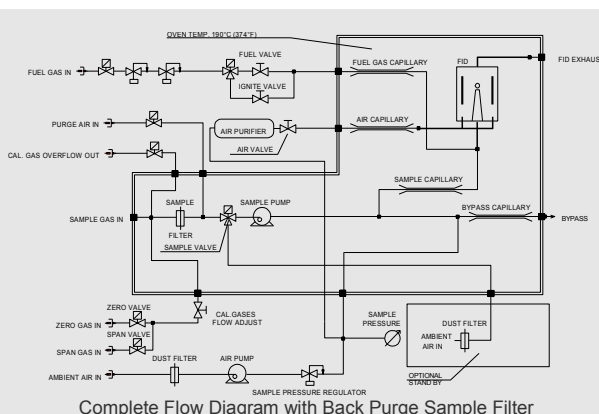 OVEN TEMP. 190°C (374°F)
FUEL VALVE
FUEL GAS IN
FUEL GAS CAPILLARY
FID
FID EXHAUS
IGNITE VALVE
PURGE AIR IN
AIR PURIFIER
AIR CAPILLARY
AIR VALVE
CAL. GAS OVERFLOW OUT
SAMPLE CAPILLARY
SAMPLE
SAMPLE PUMP
BYPASS CAPILLARY
SAMPLE GAS IN
BYPASS
FILTER
SAMPLE VALVE
ZERO VALVE
CAL.GASES
FLOW ADJUST
SAMPLE
PRESSURE
ZERO GAS IN
SPAN VALVE
DUST FILTER
AMBIENT
AIR IN
SPAN GAS IN
DUST FILTER
AIR PUMP
AMBIENT AIR IN
OPTIONAL
STAND BY
SAMPLE PRESSURE REGULATOR
Complete Flow Diagram with Back Purge Sample Filter